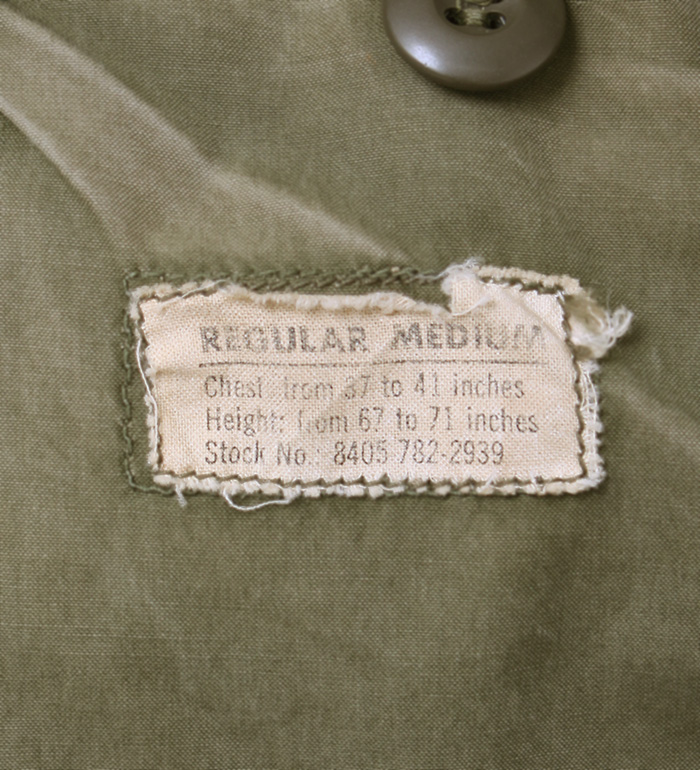 REGULAR MEDIUM
Chest from 37 to 41 inches
Height: from 67 to 71 inches
Stock No.: 8405-782-2939